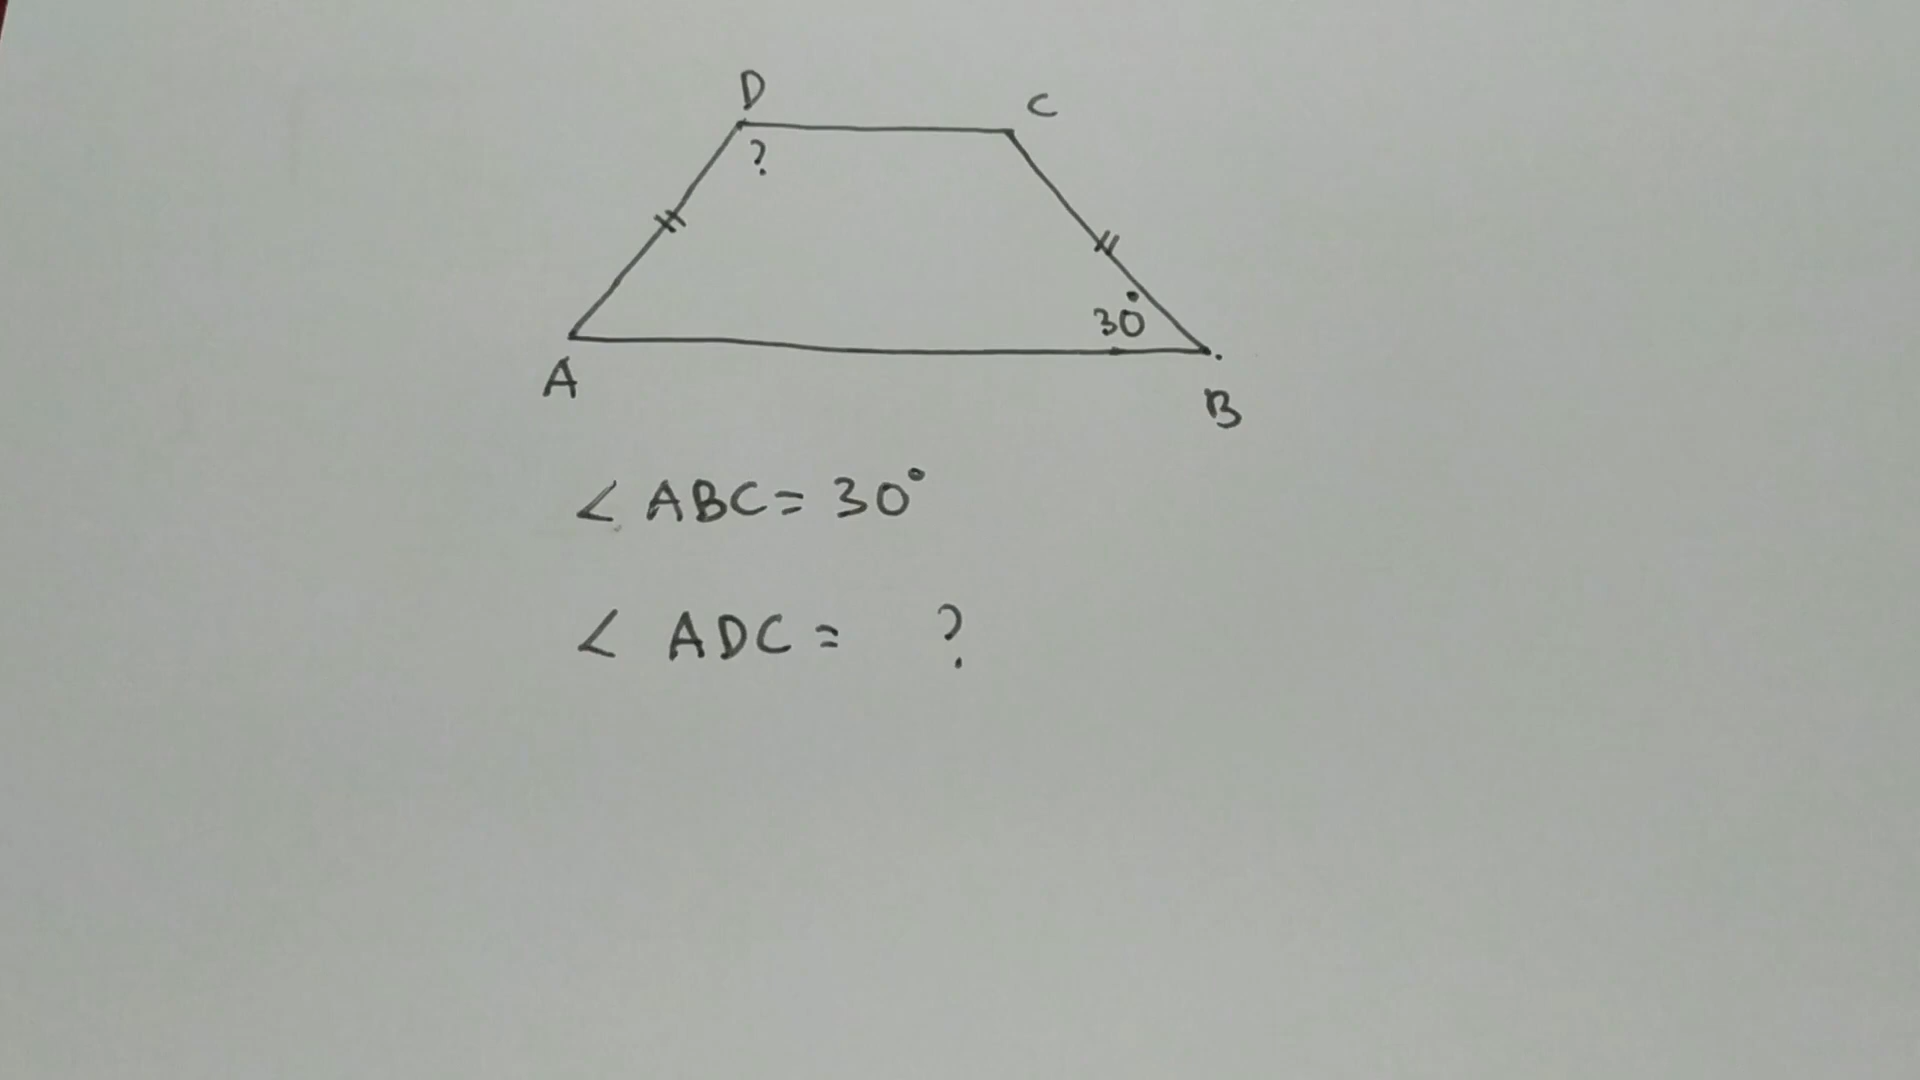 D
C
?
30°
A
B
∠ ABC = 30°
∠ ADC = ?